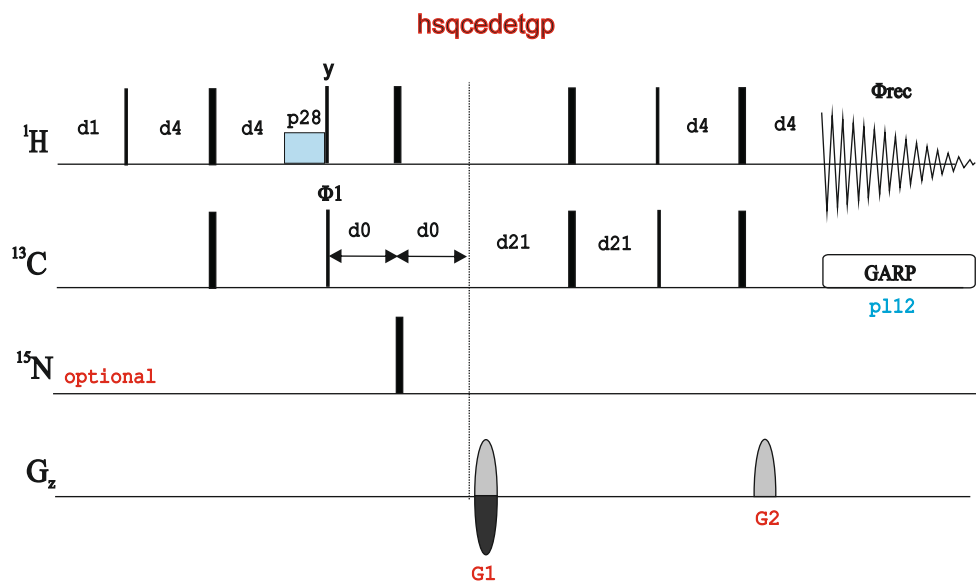 hsqcedetgp
y
Φrec
d1 d4 d4 p28 d4 d4
¹H
Φ1
d0 d0
d21 d21
¹³C
GARP
pl12
¹⁵N optional
Gz
G2
G1